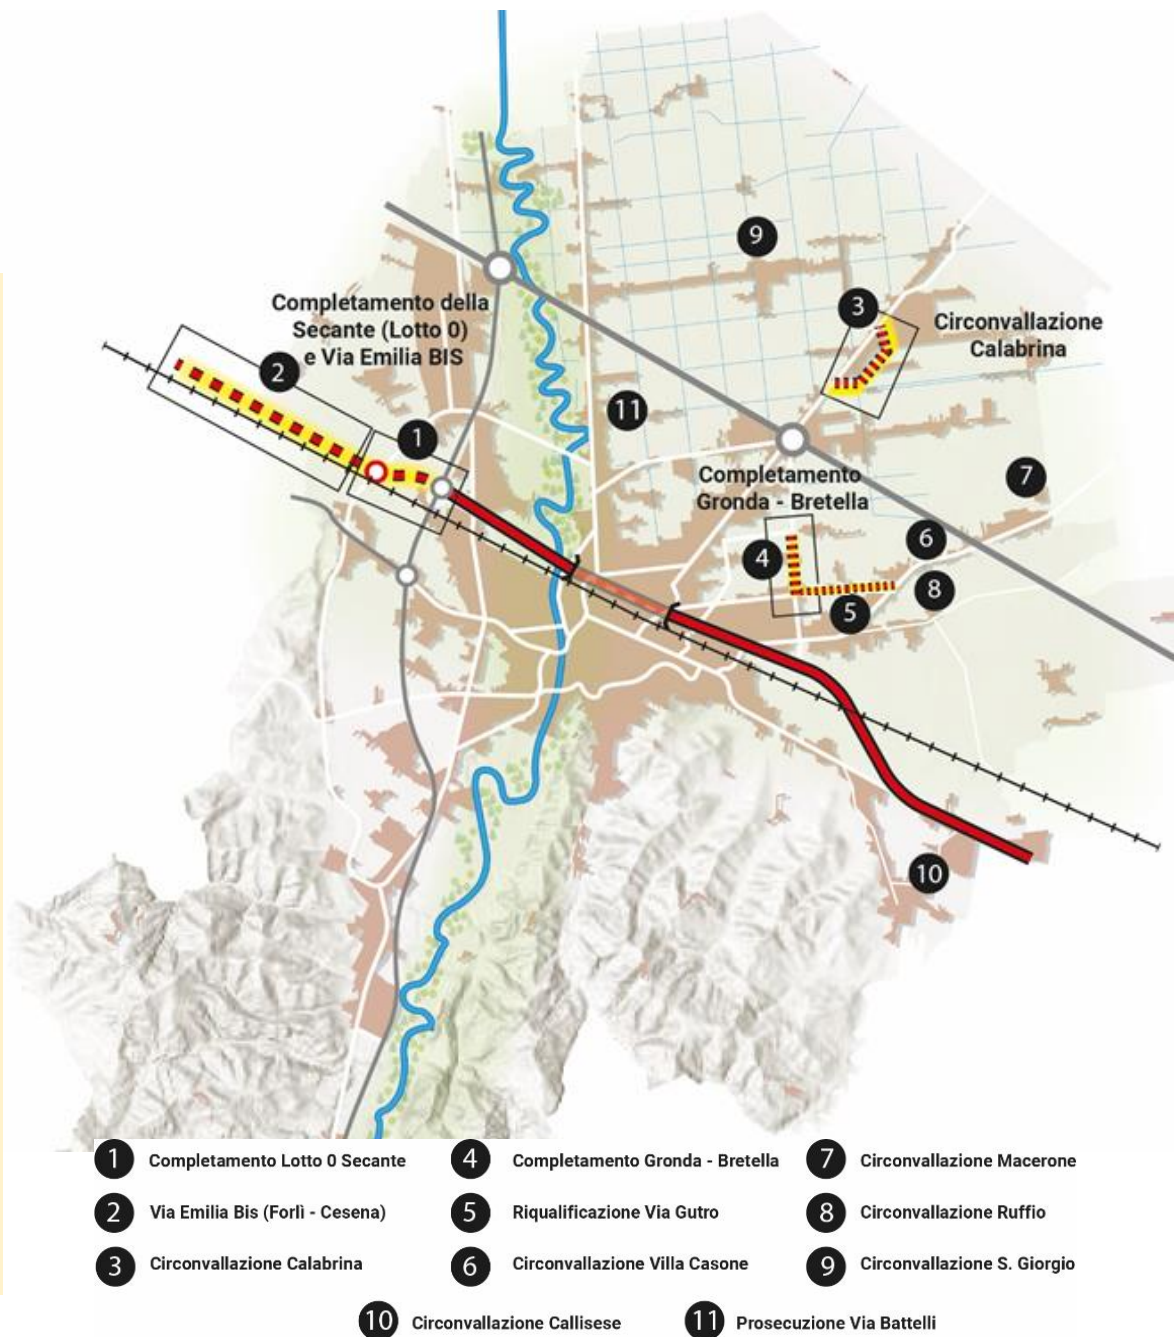 9
3
Completamento della
Secante (Lotto 0)
e Via Emilia BIS
Circonvallazione
Calabrina
2
11
1
Completamento
Gronda - Bretella
7
6
4
8
5
10
1 Completamento Lotto 0 Secante
4 Completamento Gronda - Bretella
7 Circonvallazione Macerone
2 Via Emilia Bis (Forlì - Cesena)
5 Riqualificazione Via Gutro
8 Circonvallazione Ruffio
3 Circonvallazione Calabrina
6 Circonvallazione Villa Casone
9 Circonvallazione S. Giorgio
10 Circonvallazione Callisese
11 Prosecuzione Via Battelli